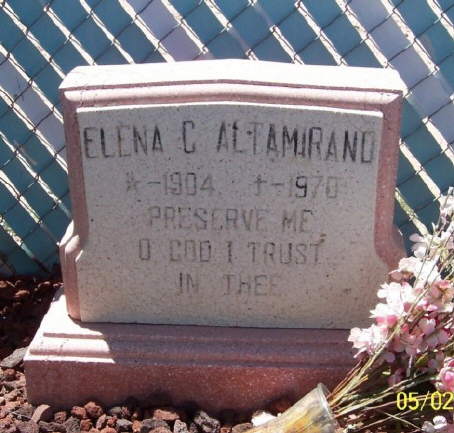 ELENA C ALTAMIRANO
*-1904 †-1970
PRESERVE ME
O GOD I TRUST
IN THEE
05/02